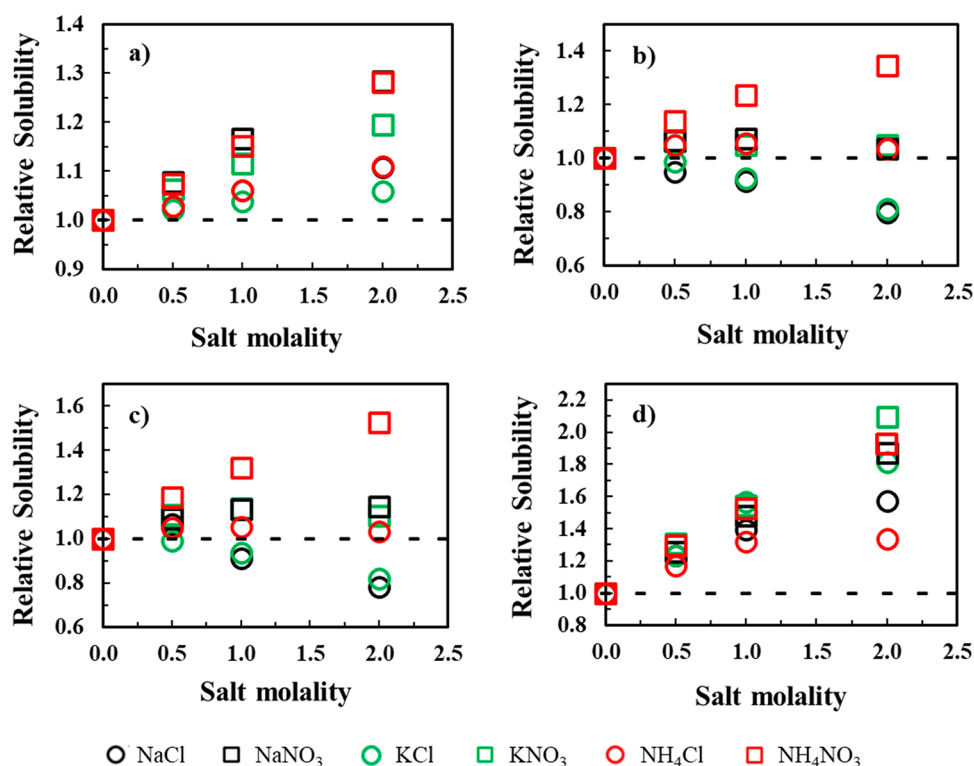 a)
Relative Solubility
1.4
1.3
1.2
1.1
1.0
0.9
0.0 0.5 1.0 1.5 2.0 2.5
Salt molality
b)
Relative Solubility
1.4
1.2
1.0
0.8
0.6
0.0 0.5 1.0 1.5 2.0 2.5
Salt molality
c)
Relative Solubility
1.6
1.4
1.2
1.0
0.8
0.6
0.0 0.5 1.0 1.5 2.0 2.5
Salt molality
d)
Relative Solubility
2.2
2.0
1.8
1.6
1.4
1.2
1.0
0.8
0.0 0.5 1.0 1.5 2.0 2.5
Salt molality
NaCl NaNO₃ KCl KNO₃ NH₄Cl NH₄NO₃